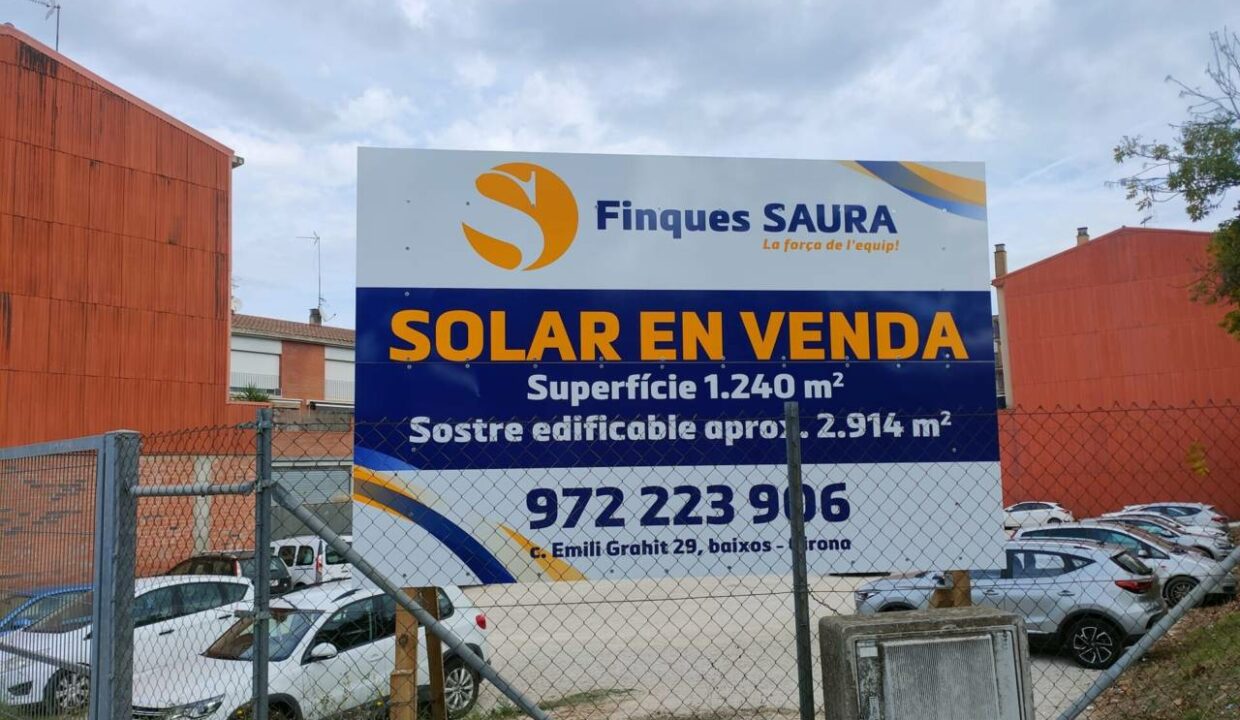 Finques SAURA
La força de l'equip!
SOLAR EN VENDA
Superfície 1.240 m²
Sostre edificable aprox. 2.914 m²
972 223 906
c. Emili Grahit 29, baixos - Girona